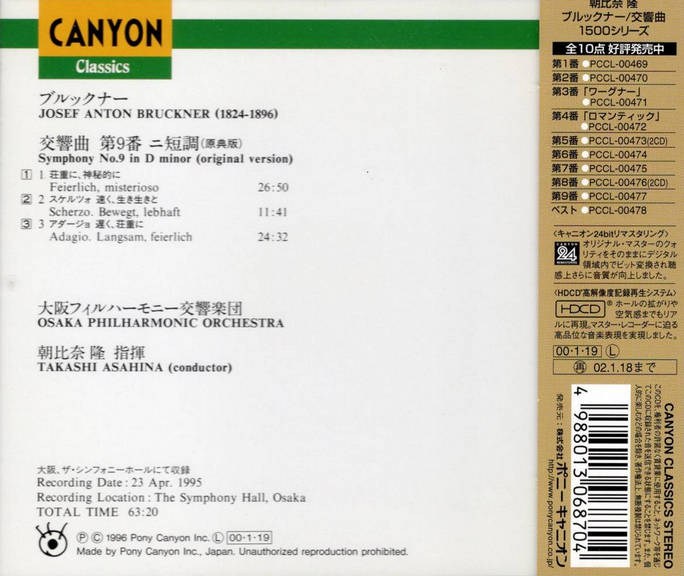 CANYON
Classics
ブルックナー
JOSEF ANTON BRUCKNER (1824-1896)
交響曲 第9番 ニ短調(原典版)
Symphony No.9 in D minor (original version)
1 1 荘重に、神秘的に
Feierlich, misterioso 26:50
2 2 スケルツォ 速く、生き生きと
Scherzo. Bewegt, lebhaft 11:41
3 3 アダージョ 遅く、荘重に
Adagio. Langsam, feierlich 24:32
大阪フィルハーモニー交響楽団
OSAKA PHILHARMONIC ORCHESTRA
朝比奈 隆 指揮
TAKASHI ASAHINA (conductor)
大阪、ザ・シンフォニーホールにて収録
Recording Date : 23 Apr. 1995
Recording Location : The Symphony Hall, Osaka
TOTAL TIME 63:20
Ⓟ Ⓒ 1996 Pony Canyon Inc. Ⓛ 00·1·19
Made by Pony Canyon Inc., Japan. Unauthorized reproduction prohibited.
朝比奈 隆
ブルックナー/交響曲
1500シリーズ
全10点 好評発売中
第1番 ●PCCL-00469
第2番 ●PCCL-00470
第3番「ワーグナー」
●PCCL-00471
第4番「ロマンティック」
●PCCL-00472
第5番 ●PCCL-00473(2CD)
第6番 ●PCCL-00474
第7番 ●PCCL-00475
第8番 ●PCCL-00476(2CD)
第9番 ●PCCL-00477
ベスト ●PCCL-00478
〈キャニオン24bitリマスタリング〉
CANYON
24
オリジナル・マスターのクォ
リティをそのままにデジタル
領域内でビット変換され聴
感上さらに音質が向上しました。
〈HDCD®高解像度記録再生システム〉
HDCD
ホールの拡がりや
空気感までもリア
ルに再現。マスター・レコーダーに迫る
高品位な音楽表現を実現しました。
00·1·19 Ⓛ
再 02.1.18まで
CANYON CLASSICS STEREO
4 988013 068704
発売元：株式会社 ポニーキャニオン
http://www.ponycanyon.co.jp